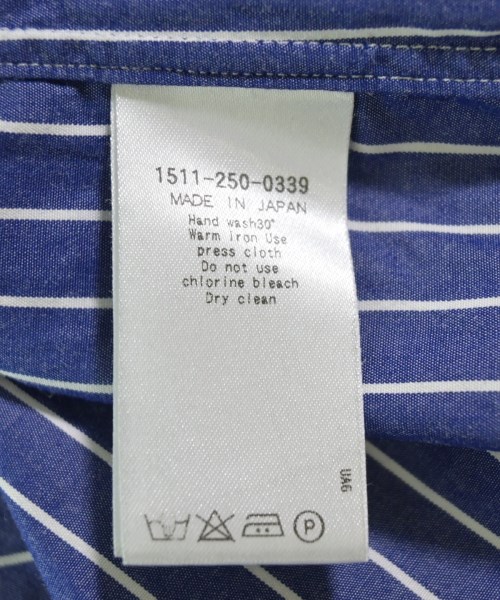 1511-250-0339
MADE IN JAPAN
Hand wash30°
Warm iron Use
press cloth
Do not use
chlorine bleach
Dry clean
UA6
P